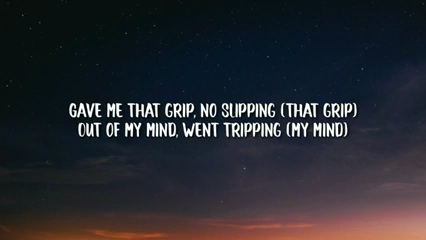 GAVE ME THAT GRIP, NO SLIPPING (THAT GRIP)
OUT OF MY MIND, WENT TRIPPING (MY MIND)